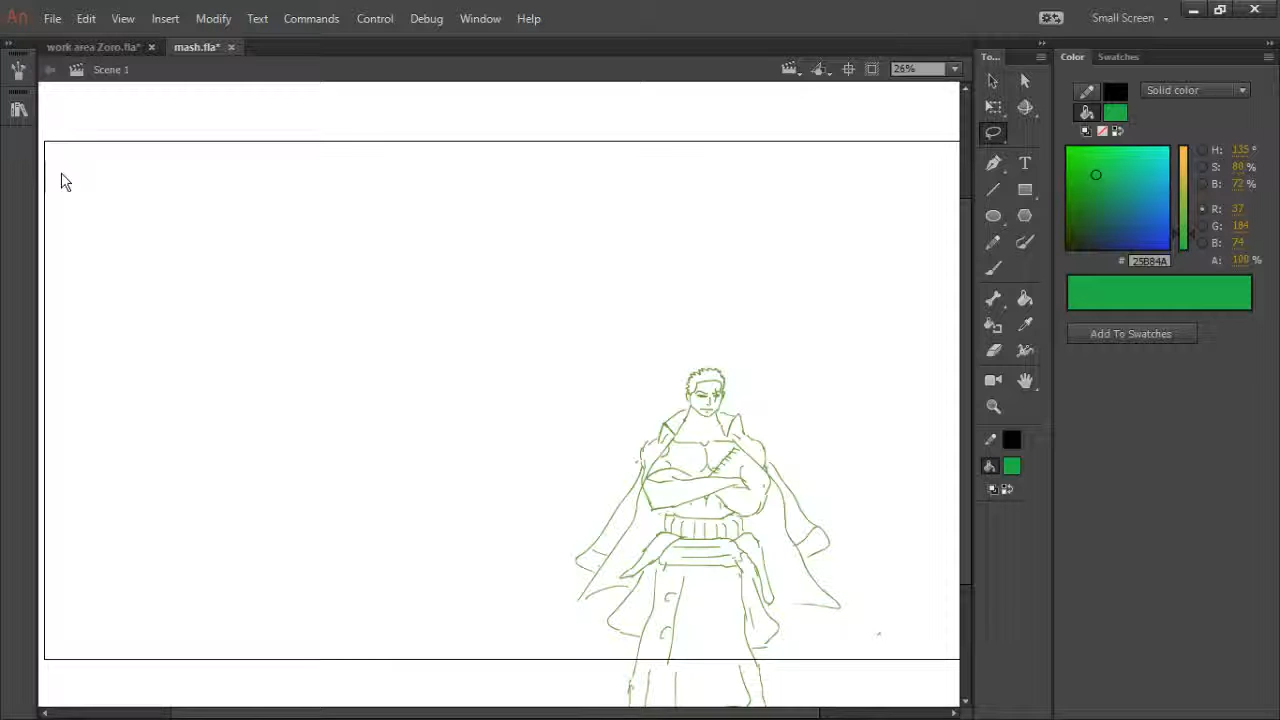 An File Edit View Insert Modify Text Commands Control Debug Window Help Small Screen
work area Zoro.fla* × mash.fla* ×
Scene 1 26%
To...
Color Swatches
Solid color
H: 135 °
S: 80 %
B: 72 %
R: 37
G: 184
B: 74
# 25B84A A: 100 %
Add To Swatches